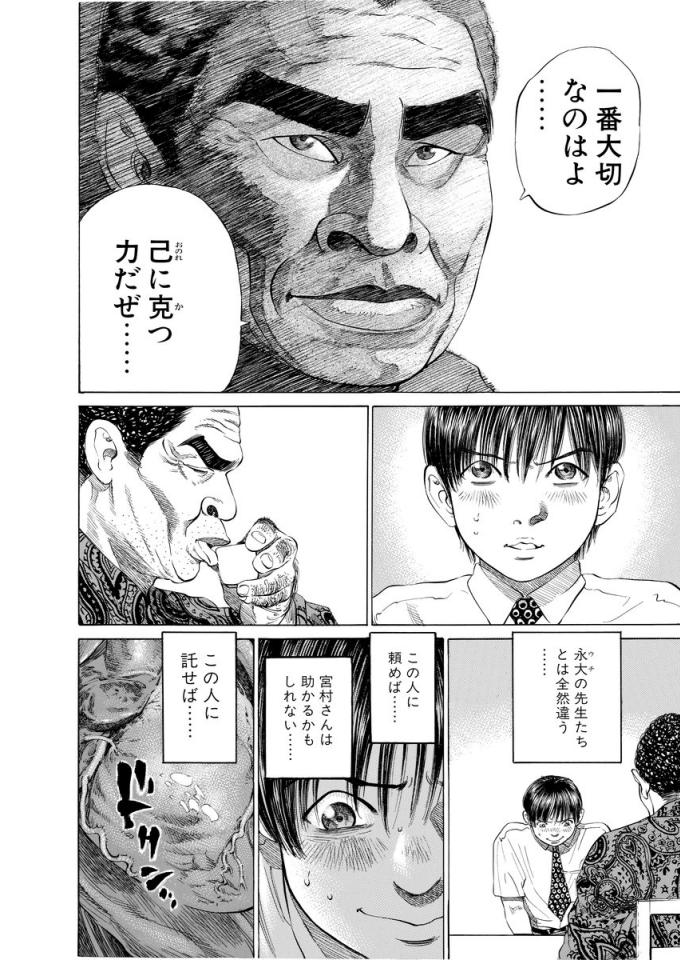 一番大切
なのはよ
……
己に克つ
力だぜ……
永大の先生たち
とは全然違う
……
この人に
頼めば……
宮村さんは
助かるかも
しれない……
この人に
託せば……
ドクン…